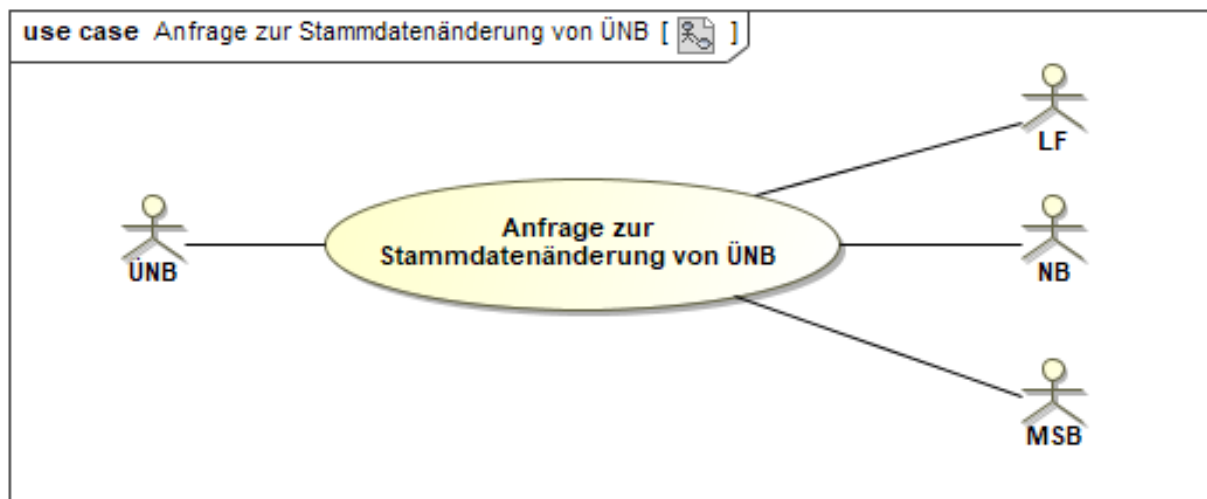 use case Anfrage zur Stammdatenänderung von ÜNB [ ]
LF
Anfrage zur
Stammdatenänderung von ÜNB
ÜNB
NB
MSB